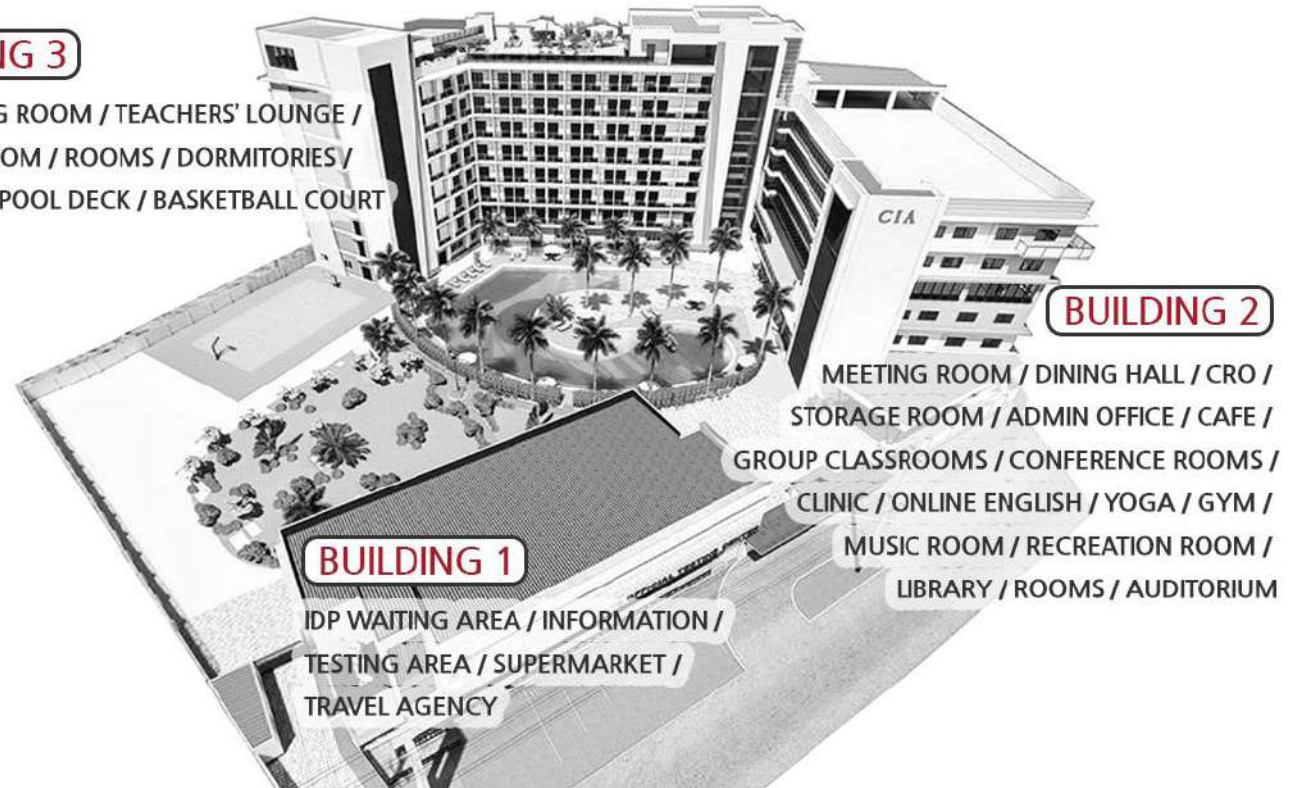 NG 3
G ROOM / TEACHERS' LOUNGE /
OOM / ROOMS / DORMITORIES /
POOL DECK / BASKETBALL COURT
CIA
BUILDING 2
MEETING ROOM / DINING HALL / CRO /
STORAGE ROOM / ADMIN OFFICE / CAFE /
GROUP CLASSROOMS / CONFERENCE ROOMS /
CLINIC / ONLINE ENGLISH / YOGA / GYM /
MUSIC ROOM / RECREATION ROOM /
LIBRARY / ROOMS / AUDITORIUM
BUILDING 1
IDP WAITING AREA / INFORMATION /
TESTING AREA / SUPERMARKET /
TRAVEL AGENCY